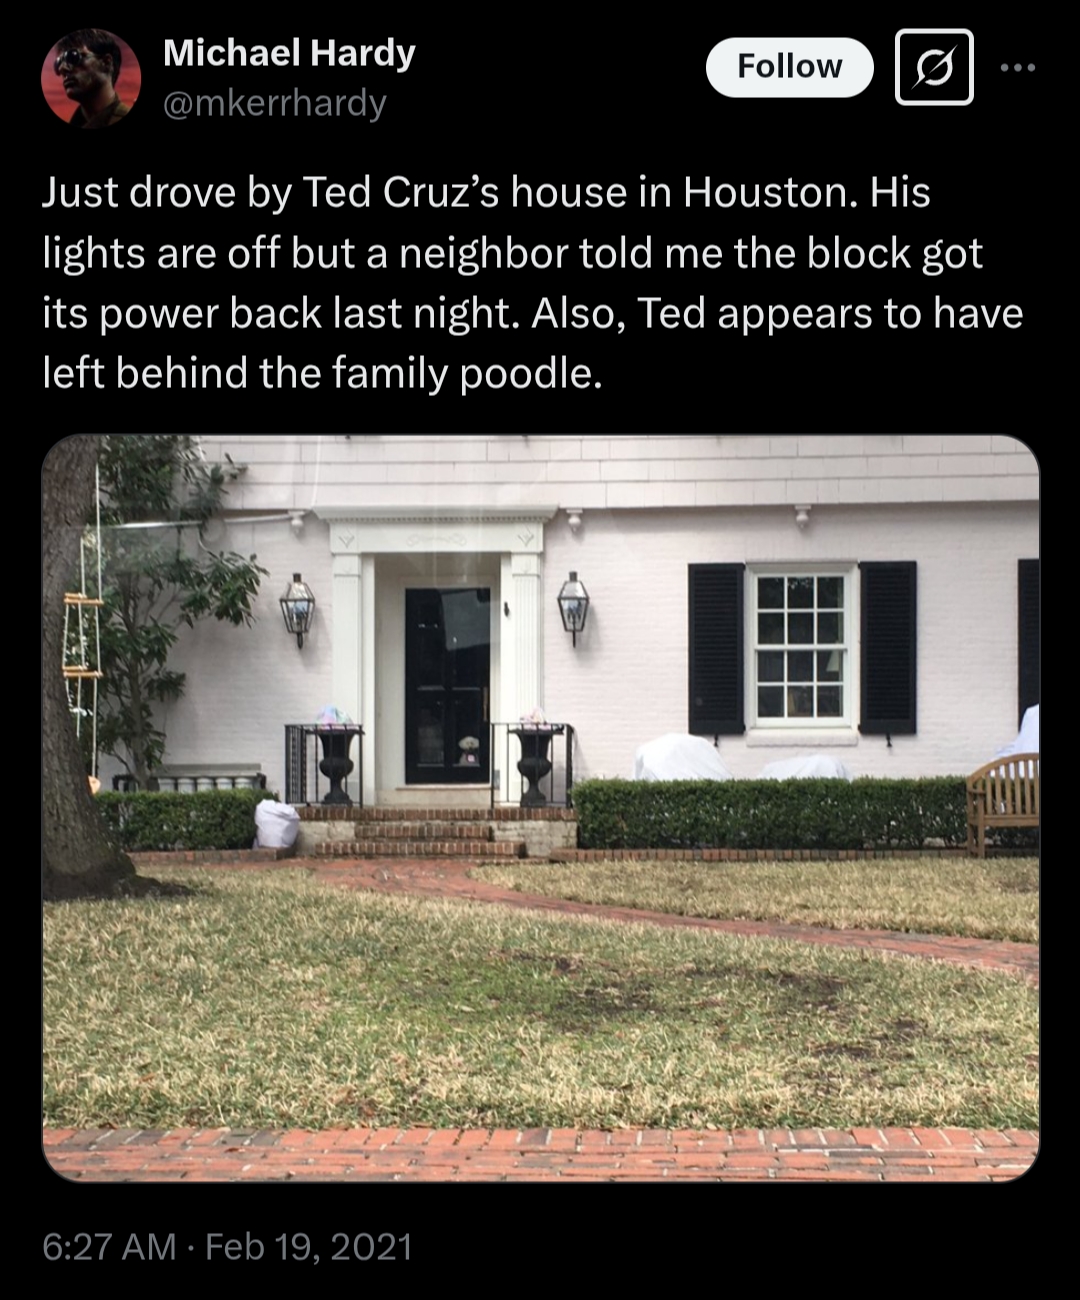 Michael Hardy
Follow
@mkerrhardy
Just drove by Ted Cruz’s house in Houston. His
lights are off but a neighbor told me the block got
its power back last night. Also, Ted appears to have
left behind the family poodle.
6:27 AM · Feb 19, 2021